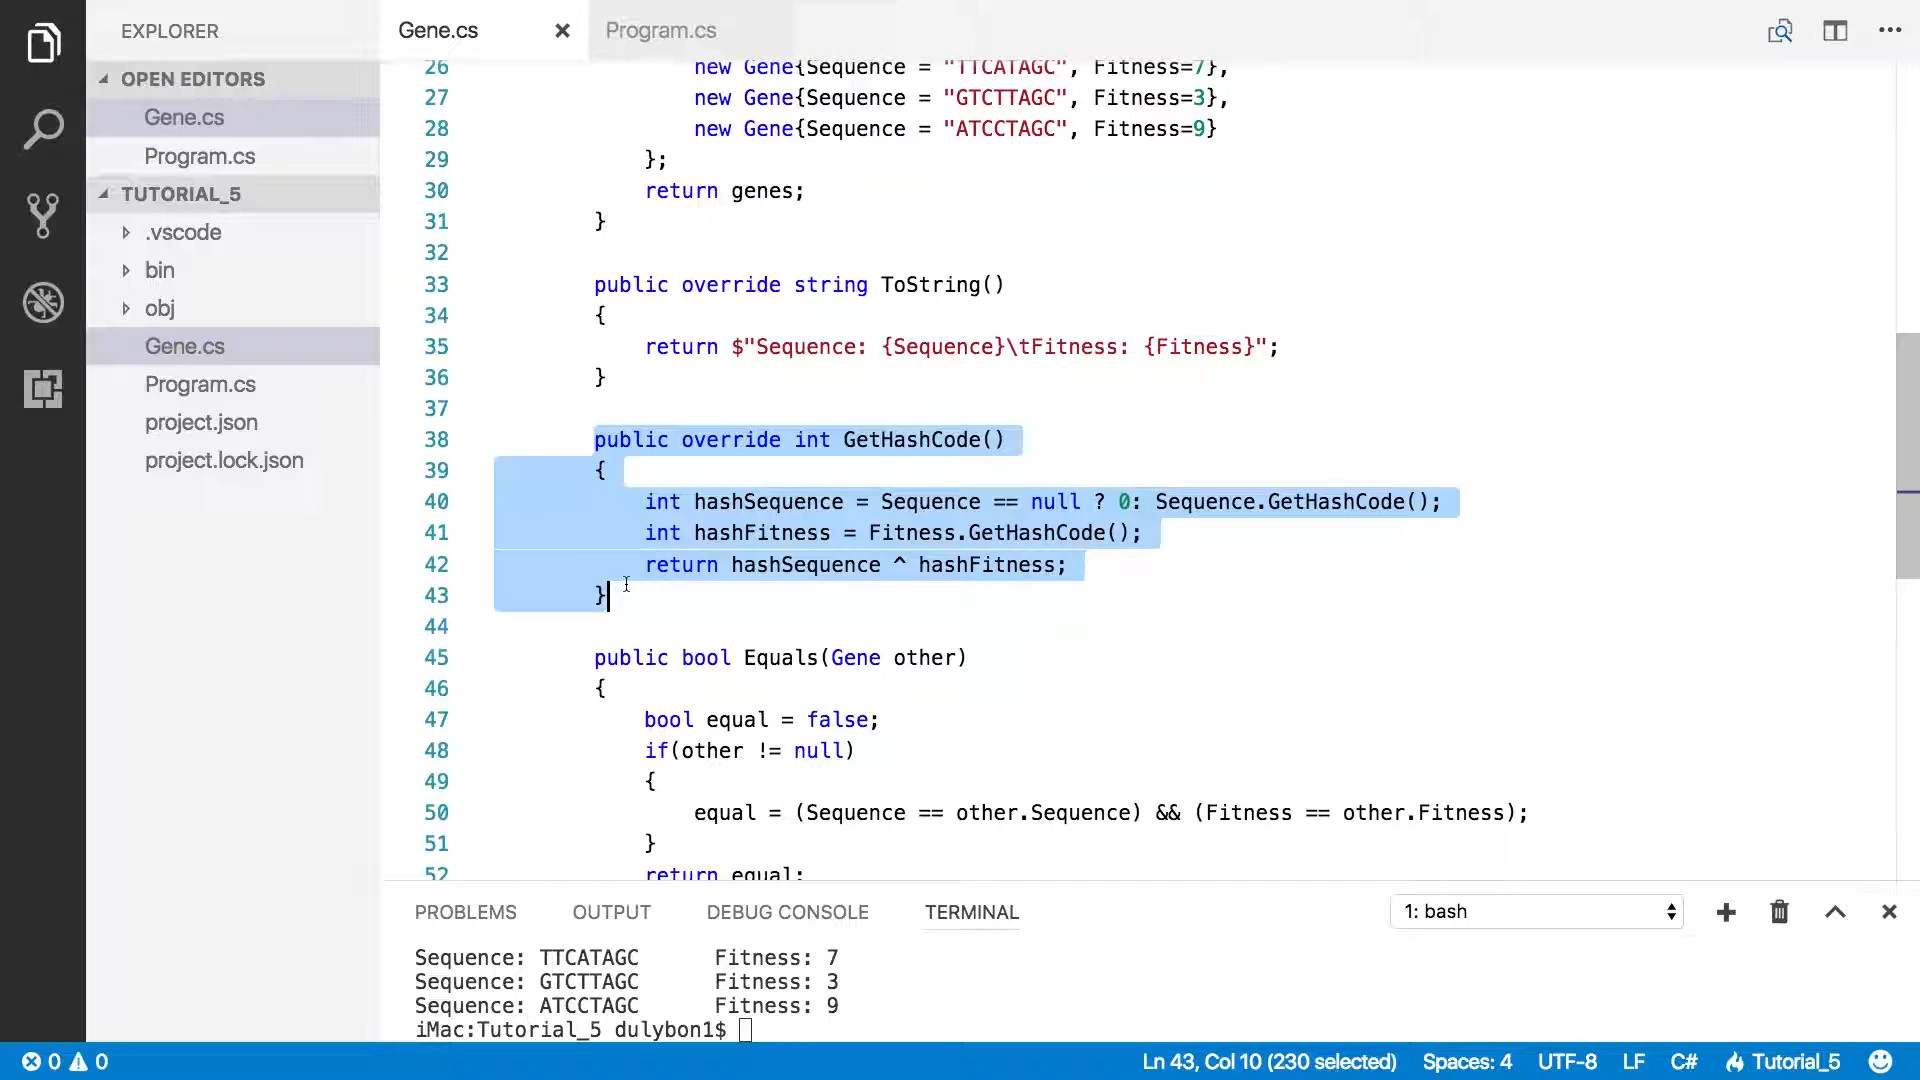 EXPLORER
OPEN EDITORS
Gene.cs
Program.cs
TUTORIAL_5
.vscode
bin
obj
Gene.cs
Program.cs
project.json
project.lock.json
Gene.cs
Program.cs
26 new Gene{Sequence = "TTCATAGC", Fitness=7},
27 new Gene{Sequence = "GTCTTAGC", Fitness=3},
28 new Gene{Sequence = "ATCCTAGC", Fitness=9}
29 };
30 return genes;
31 }
32
33 public override string ToString()
34 {
35 return $"Sequence: {Sequence}\tFitness: {Fitness}";
36 }
37
38 public override int GetHashCode()
39 {
40 int hashSequence = Sequence == null ? 0: Sequence.GetHashCode();
41 int hashFitness = Fitness.GetHashCode();
42 return hashSequence ^ hashFitness;
43 }
44
45 public bool Equals(Gene other)
46 {
47 bool equal = false;
48 if(other != null)
49 {
50 equal = (Sequence == other.Sequence) && (Fitness == other.Fitness);
51 }
52 return equal;
PROBLEMS OUTPUT DEBUG CONSOLE TERMINAL 1: bash
Sequence: TTCATAGC Fitness: 7
Sequence: GTCTTAGC Fitness: 3
Sequence: ATCCTAGC Fitness: 9
iMac:Tutorial_5 dulybon1$
0 0 Ln 43, Col 10 (230 selected) Spaces: 4 UTF-8 LF C# Tutorial_5